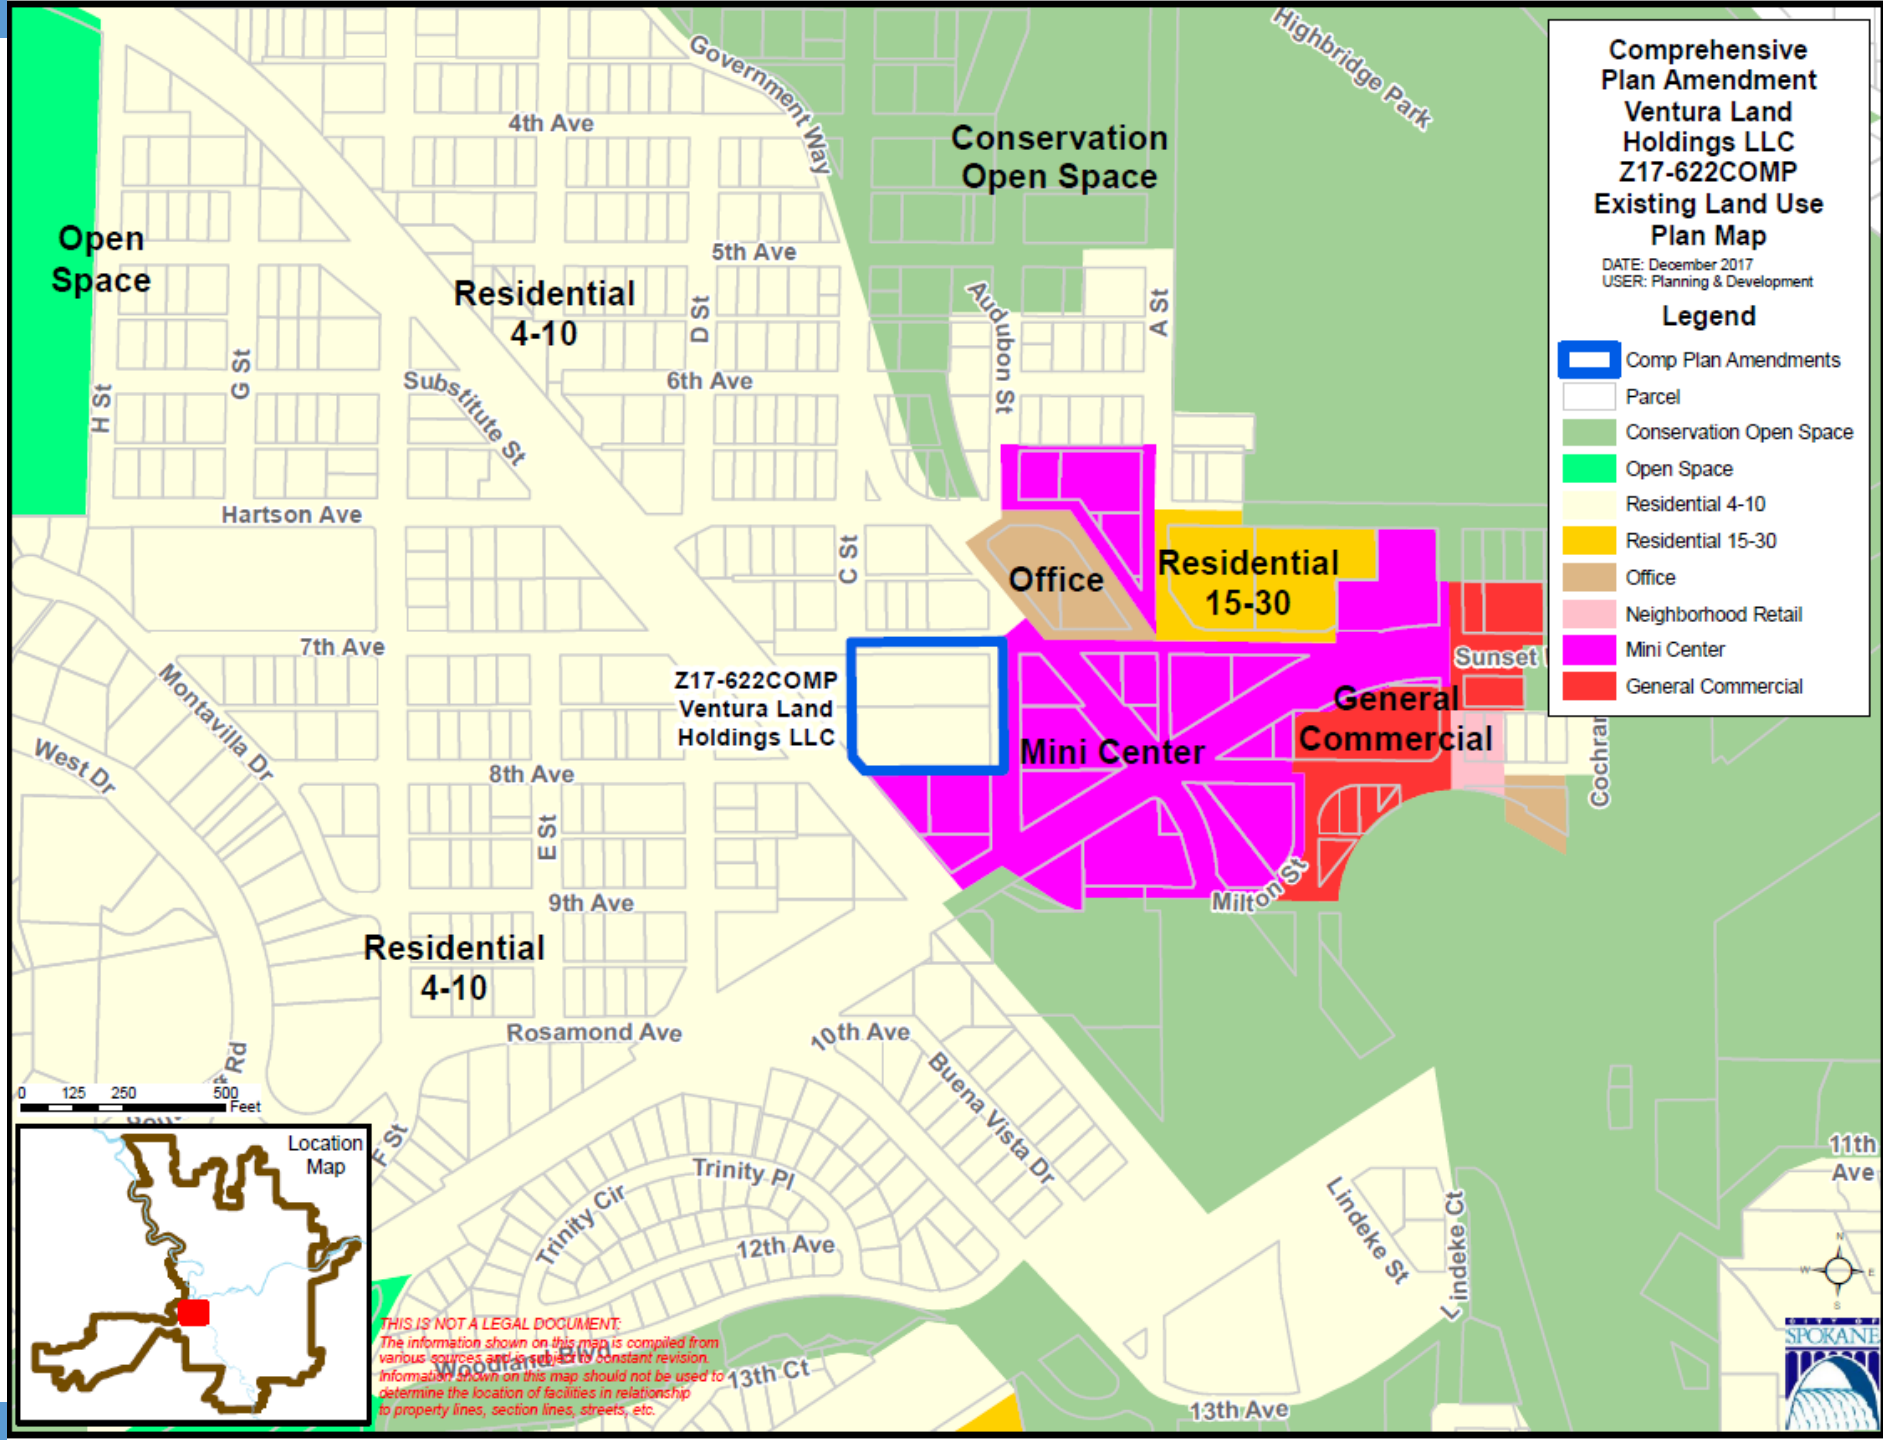 Government Way
Highbridge Park
4th Ave
Conservation
Open Space
Open
Space
5th Ave
Residential
4-10
D St
Audubon St
A St
G St
Substitute St
6th Ave
H St
Hartson Ave
C St
Office
Residential
15-30
7th Ave
Montavilla Dr
Z17-622COMP
Ventura Land
Holdings LLC
Sunset
General
Commercial
Mini Center
West Dr
8th Ave
E St
Milton St
9th Ave
Residential
4-10
Rosamond Ave
10th Ave
Buena Vista Dr
Rd
F St
Trinity Pl
Trinity Cir
12th Ave
Lindeke St
Lindeke Ct
11th
Ave
Woodland Blvd
13th Ct
13th Ave
Comprehensive
Plan Amendment
Ventura Land
Holdings LLC
Z17-622COMP
Existing Land Use
Plan Map
DATE: December 2017
USER: Planning & Development
Legend
Comp Plan Amendments
Parcel
Conservation Open Space
Open Space
Residential 4-10
Residential 15-30
Office
Neighborhood Retail
Mini Center
General Commercial
0 125 250 500
Feet
Location
Map
THIS IS NOT A LEGAL DOCUMENT:
The information shown on this map is compiled from
various sources and is subject to constant revision.
Information shown on this map should not be used to
determine the location of facilities in relationship
to property lines, section lines, streets, etc.
N
W E
S
CITY OF
SPOKANE